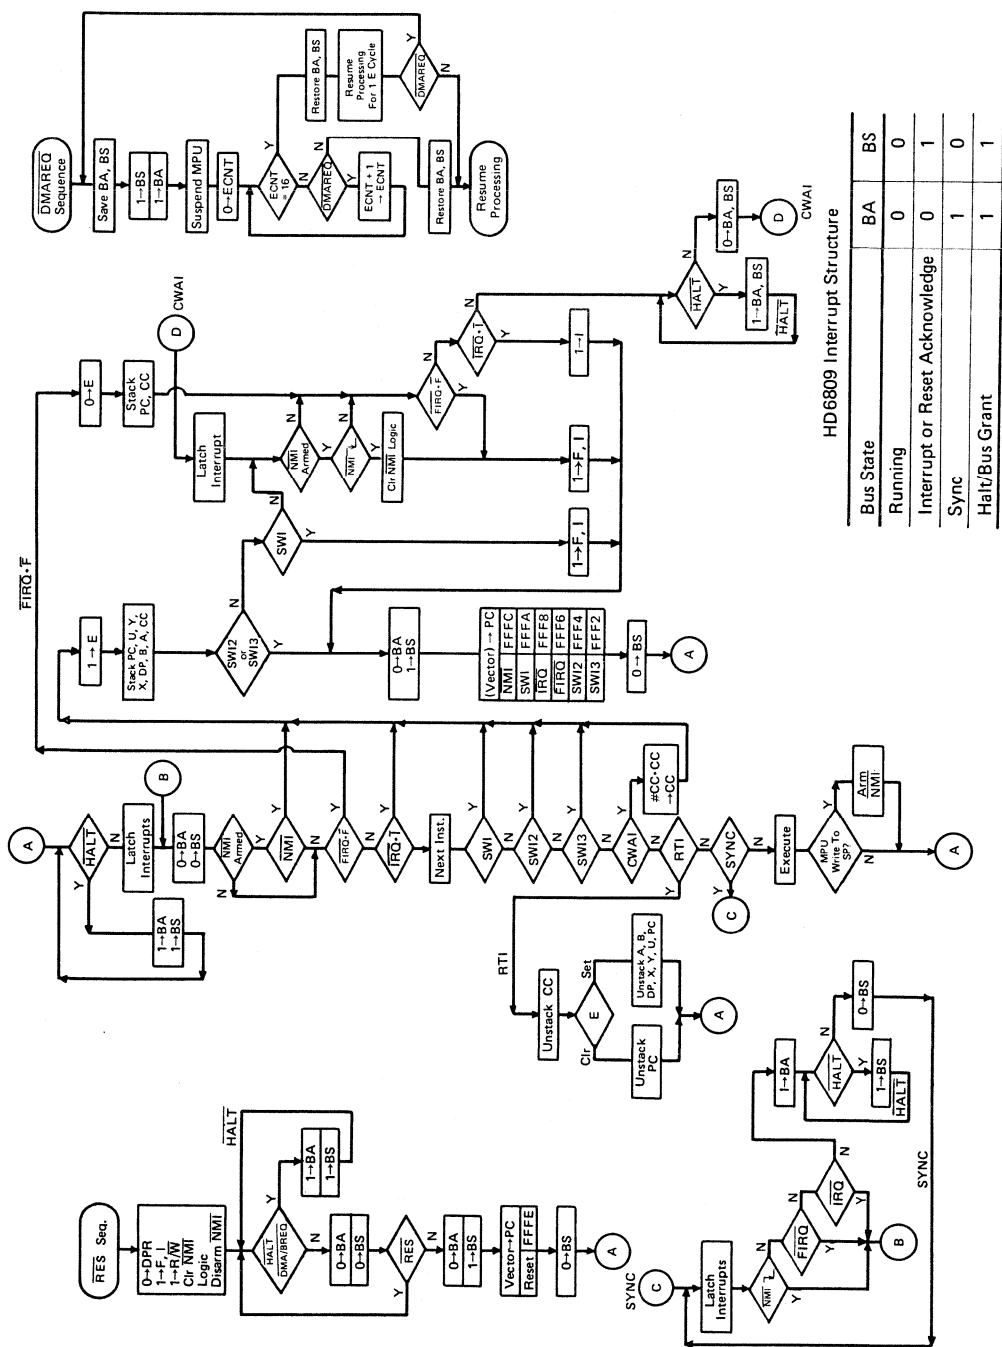 RES Seq.
0→DPR
1→F, I
1→R/W
Clr NMI
Logic
Disarm NMI
HALT
DMA/BREQ
Y
1→BA
1→BS
HALT
N
0→BA
0→BS
RES
Y
N
0→BA
1→BS
Vector→PC
Reset FFFE
0→BS
A
A
HALT
Y
1→BA
1→BS
N
Latch
Interrupts
B
0→BA
0→BS
NMI
Armed
Y
N
NMI
Y
N
FIRQ•F
Y
N
IRQ•I
Y
N
Next Inst.
SWI
Y
N
SWI2
Y
N
SWI3
Y
N
CWAI
Y
#CC•CC
→CC
N
RTI
Y
N
SYNC
Y
C
N
Execute
MPU
Write To
SP?
Y
Arm
NMI
N
A
RTI
Unstack CC
E
Clr
Set
Unstack
PC
Unstack A, B,
DP, X, Y, U, PC
A
SYNC
C
Latch
Interrupts
NMI
N
Y
FIRQ
N
Y
IRQ
N
Y
B
I→BA
HALT
N
Y
1→BS
HALT
0→BS
SYNC
FIRQ•F
1→E
Stack PC, U, Y,
X, DP, B, A, CC
SWI2
or
SWI3
N
Y
SWI
N
Y
0→BA
1→BS
(Vector)→PC
NMI FFFC
SWI FFFA
IRQ FFF8
FIRQ FFF6
SWI2 FFF4
SWI3 FFF2
0→BS
A
0→E
Stack
PC, CC
D
CWAI
Latch
Interrupt
NMI
Armed
N
Y
NMI
N
Y
Clr NMI Logic
FIRQ•F
N
Y
IRQ•I
N
Y
1→F, I
1→F, I
1→I
HALT
N
Y
1→BA, BS
HALT
0→BA, BS
D
CWAI
DMAREQ
Sequence
Save BA, BS
1→BS
1→BA
Suspend MPU
0→ECNT
ECNT
= 16
Y
N
DMAREQ
N
Y
ECNT + 1
→ ECNT
Restore BA, BS
Resume
Processing
For 1 E Cycle
DMAREQ
Y
N
Restore BA, BS
Resume
Processing
HD6809 Interrupt Structure
Bus State BA BS
Running 0 0
Interrupt or Reset Acknowledge 0 1
Sync 1 0
Halt/Bus Grant 1 1